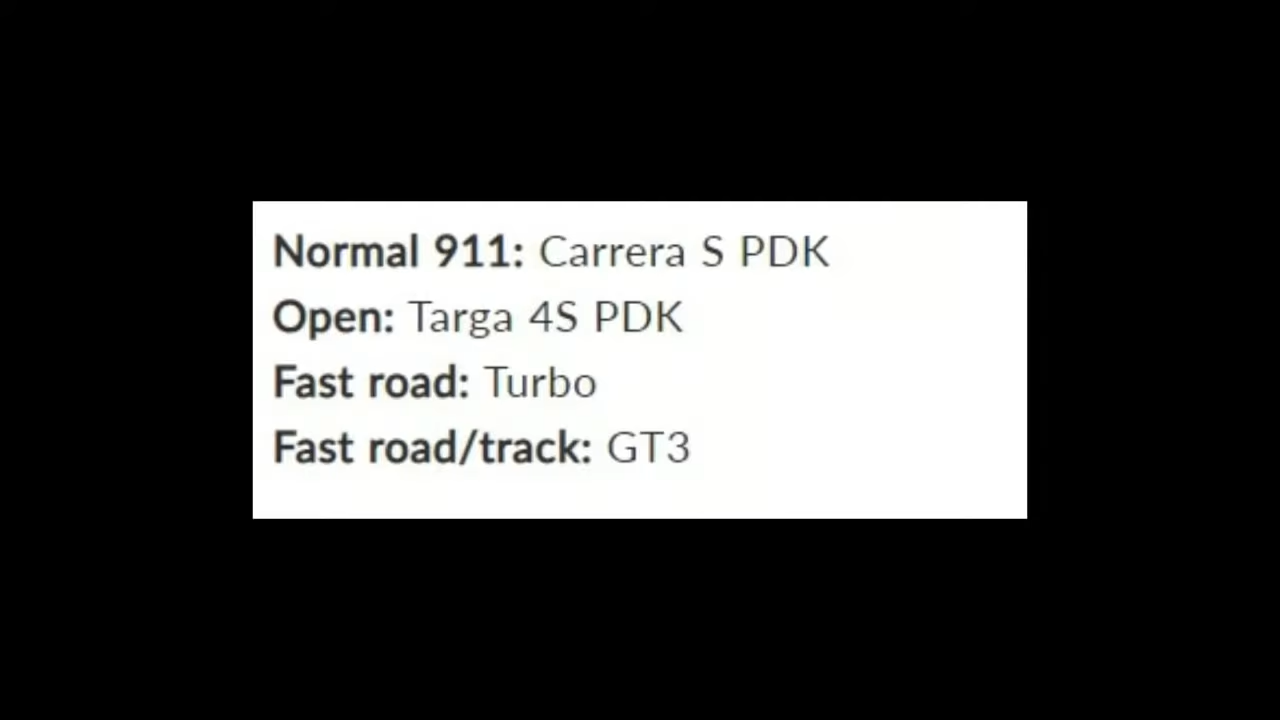 Normal 911: Carrera S PDK
Open: Targa 4S PDK
Fast road: Turbo
Fast road/track: GT3